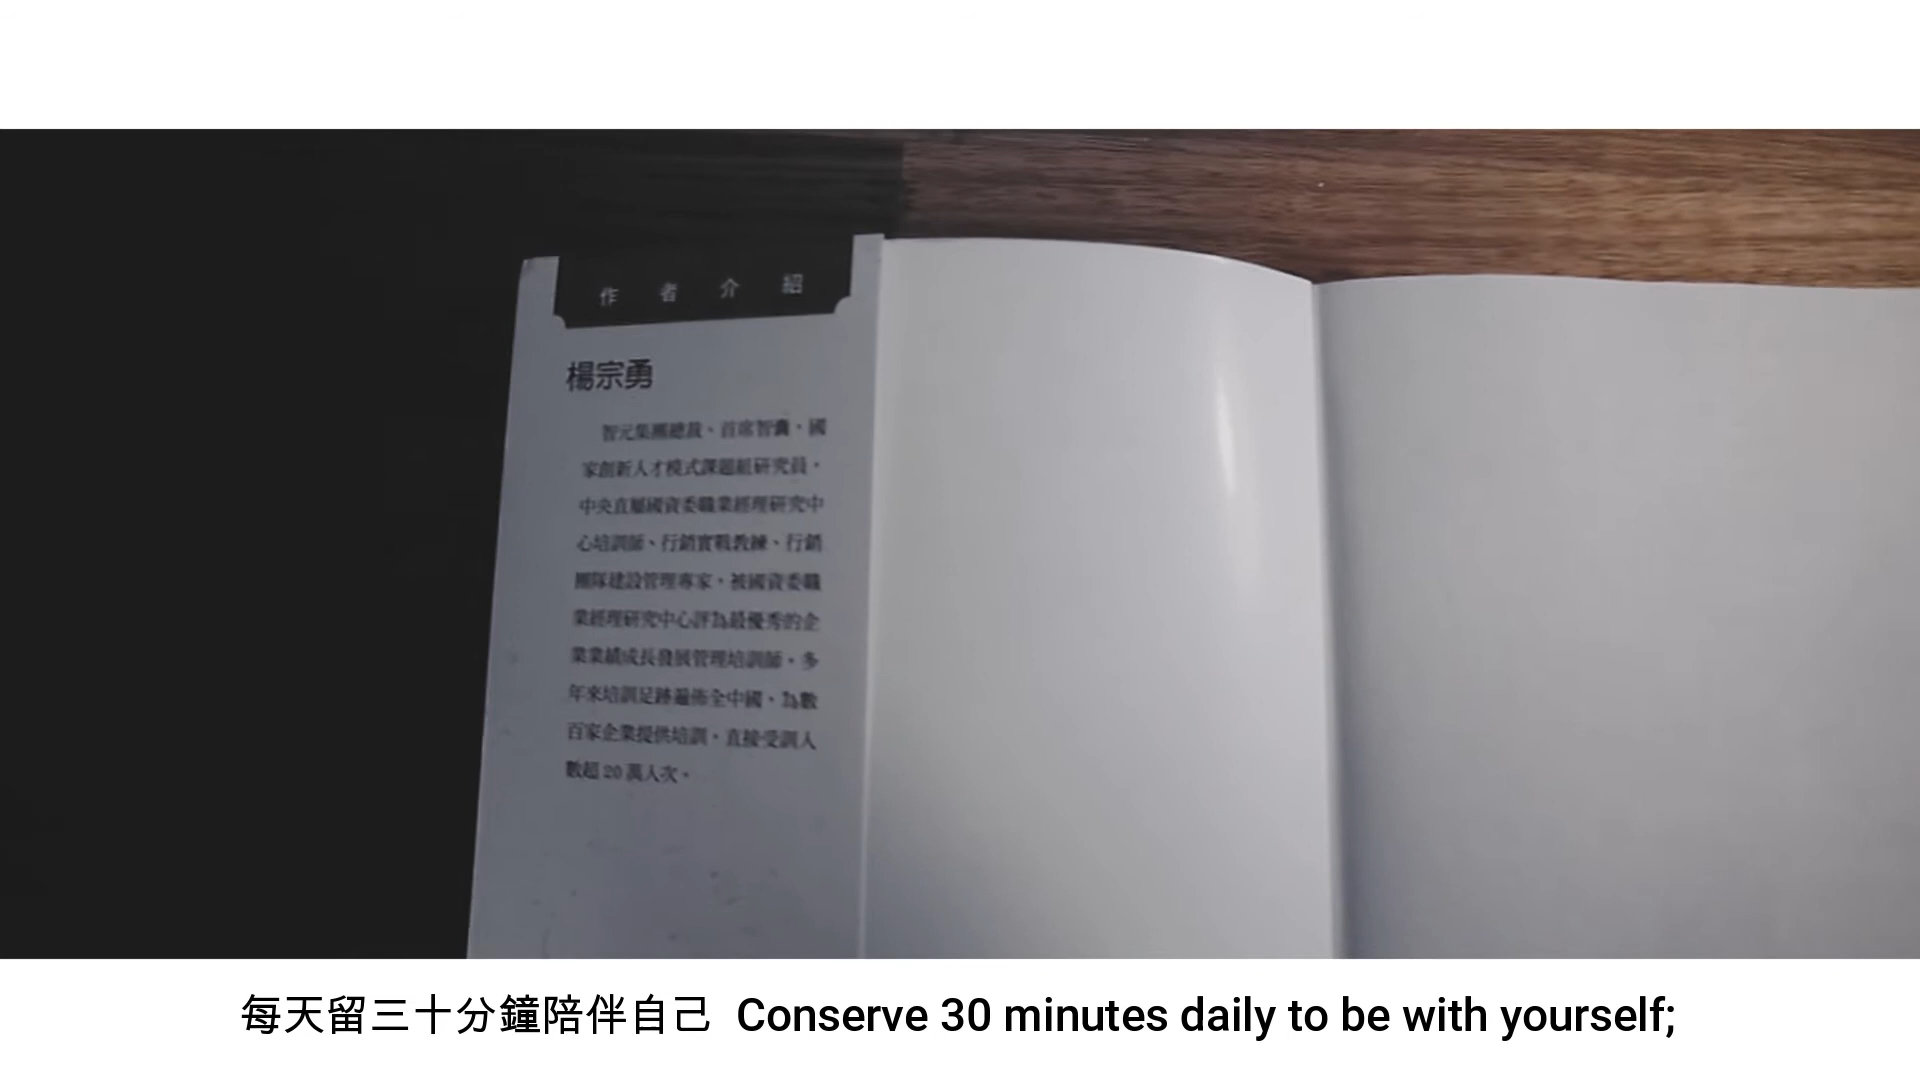 作者介紹
楊宗勇
智元集團總裁、首席智囊、國
家創新人才模式課題組研究員。
中央直屬國資委職業經理研究中
心培訓師、行銷實戰教練、行銷
團隊建設管理專家。被國資委職
業經理研究中心評為最優秀的企
業業績成長發展管理培訓師。多
年來培訓足跡遍佈全中國、為數
百家企業提供培訓。直接受訓人
數超 20 萬人次。
每天留三十分鐘陪伴自己 Conserve 30 minutes daily to be with yourself;